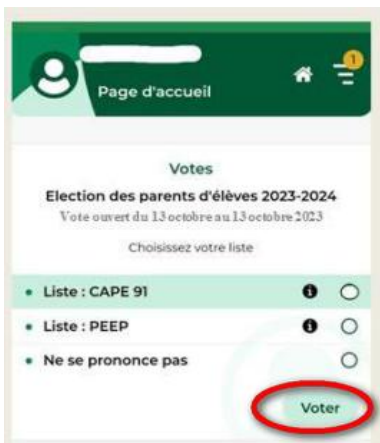 1
Page d'accueil
Votes
Election des parents d'élèves 2023-2024
Vote ouvert du 13 octobre au 13 octobre 2023
Choisissez votre liste
Liste : CAPE 91
Liste : PEEP
Ne se prononce pas
Voter